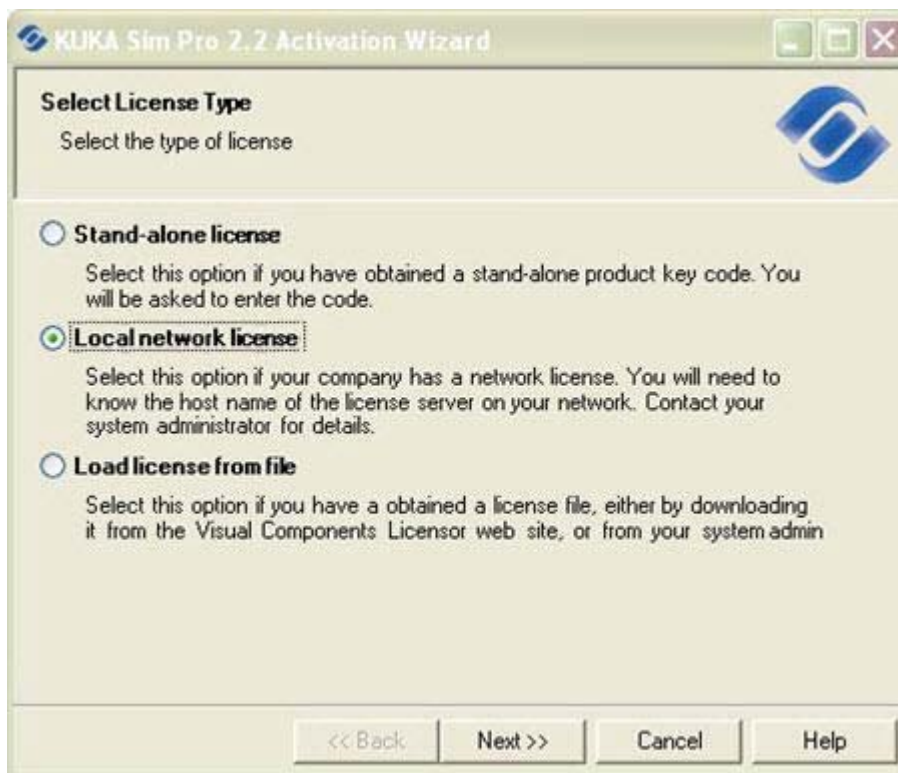 KUKA Sim Pro 2.2 Activation Wizard
Select License Type
Select the type of license
Stand-alone license
Select this option if you have obtained a stand-alone product key code. You
will be asked to enter the code.
Local network license
Select this option if your company has a network license. You will need to
know the host name of the license server on your network. Contact your
system administrator for details.
Load license from file
Select this option if you have a obtained a license file, either by downloading
it from the Visual Components Licensor web site, or from your system admin
<< Back
Next >>
Cancel
Help